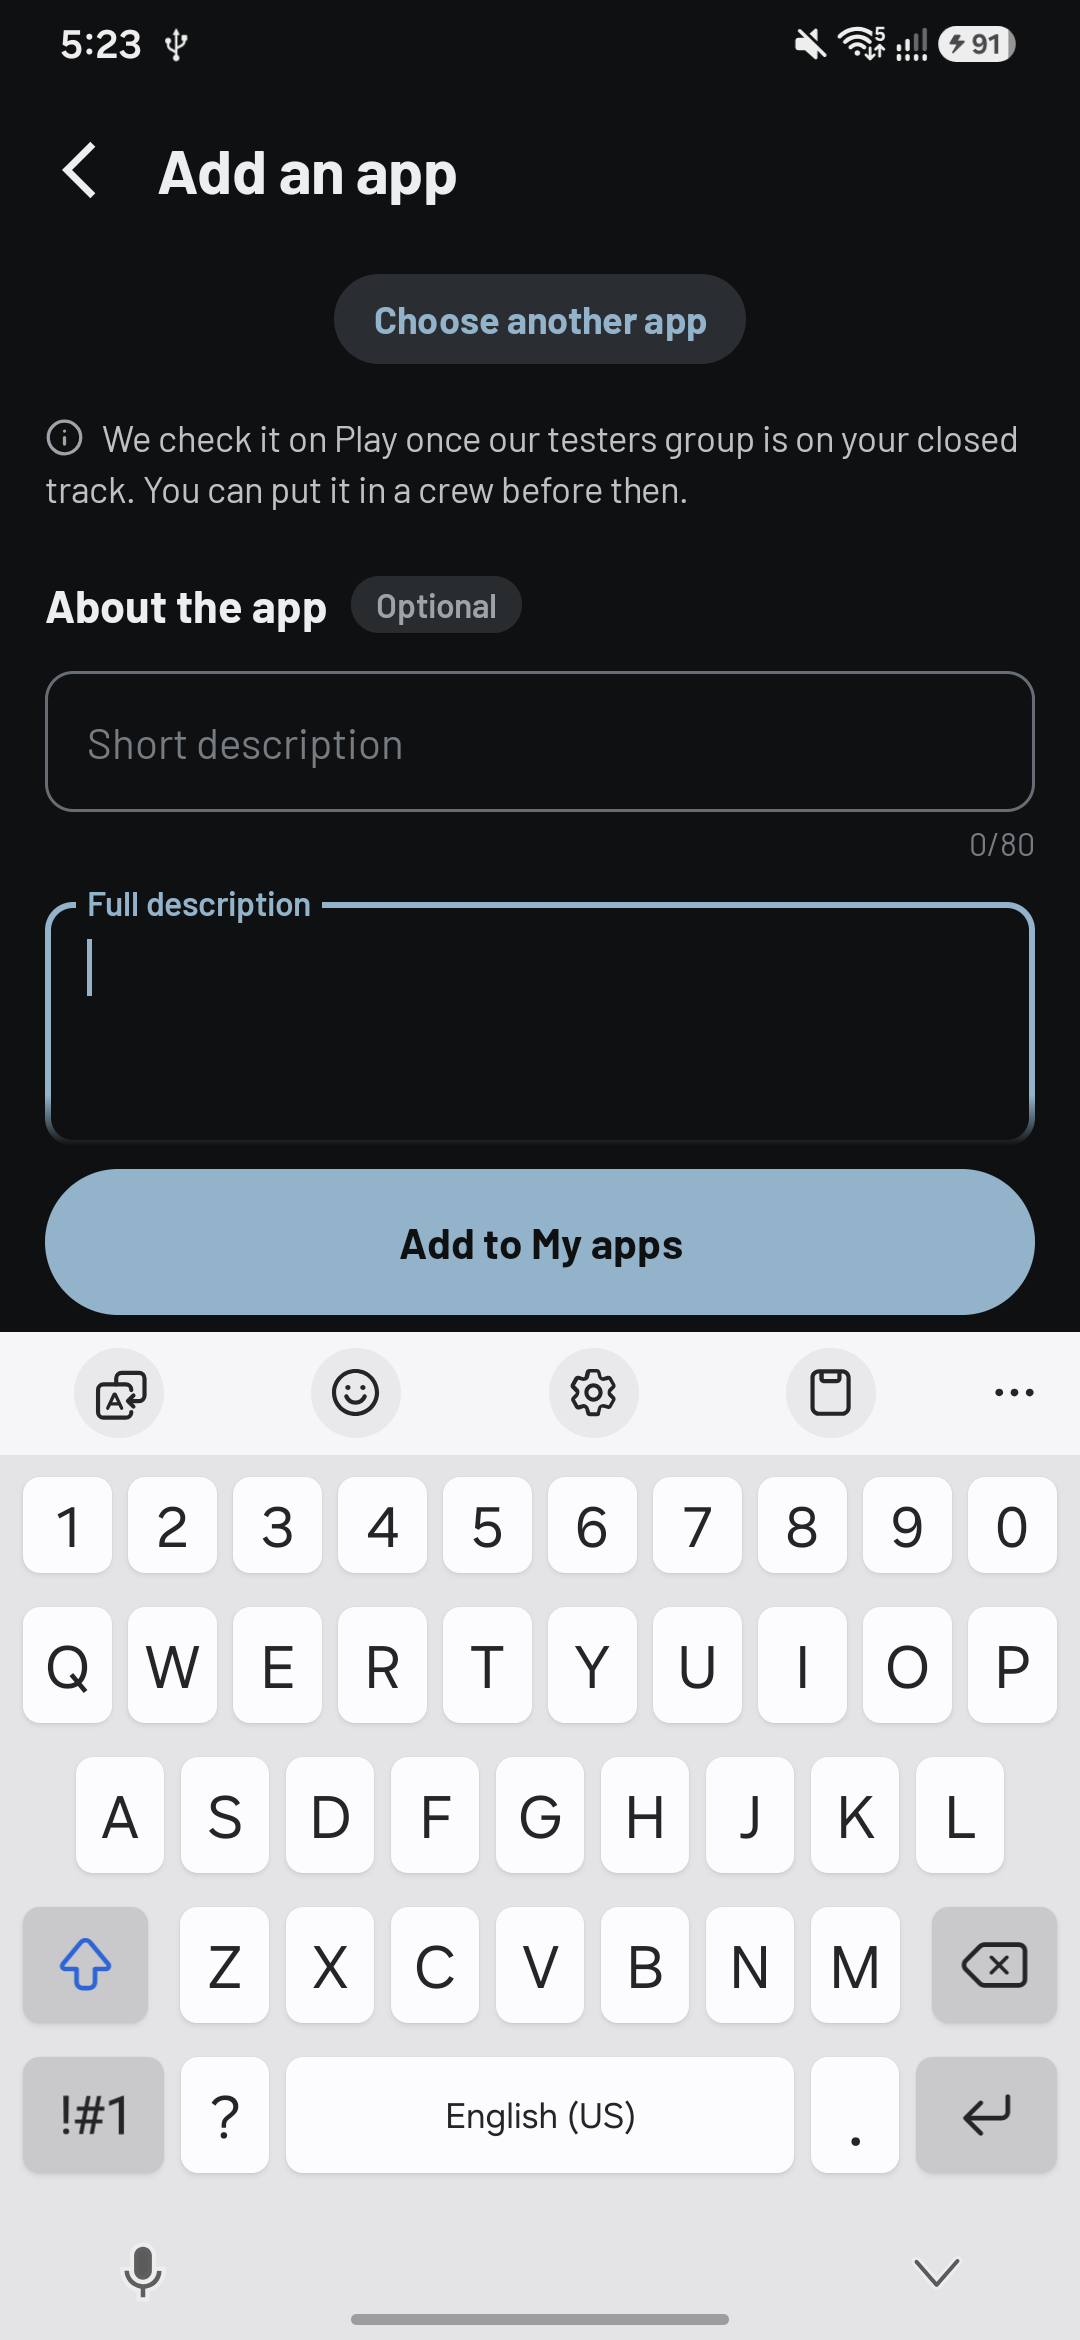 5:23
5
91
Add an app
Choose another app
We check it on Play once our testers group is on your closed
track. You can put it in a crew before then.
About the app Optional
Short description
0/80
Full description
Add to My apps
A
1 2 3 4 5 6 7 8 9 0
Q W E R T Y U I O P
A S D F G H J K L
Z X C V B N M
!#1 ? English (US) .